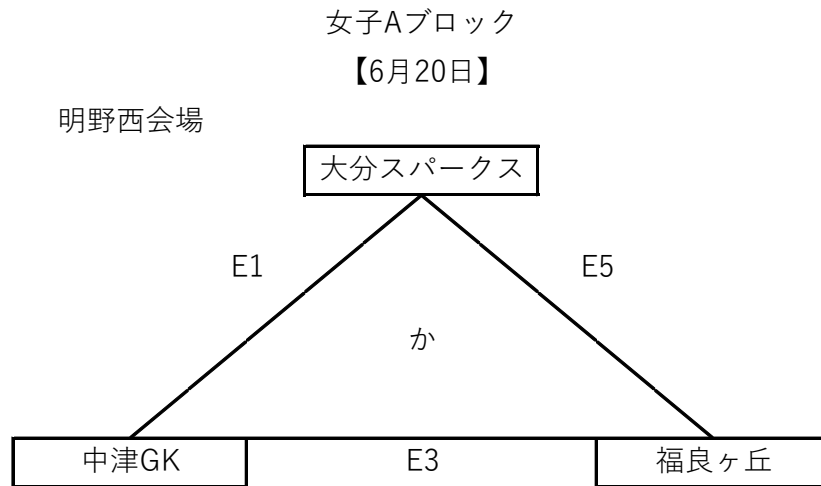 女子Aブロック
【6月20日】
明野西会場
大分スパークス
E1
E5
か
中津GK
E3
福良ヶ丘